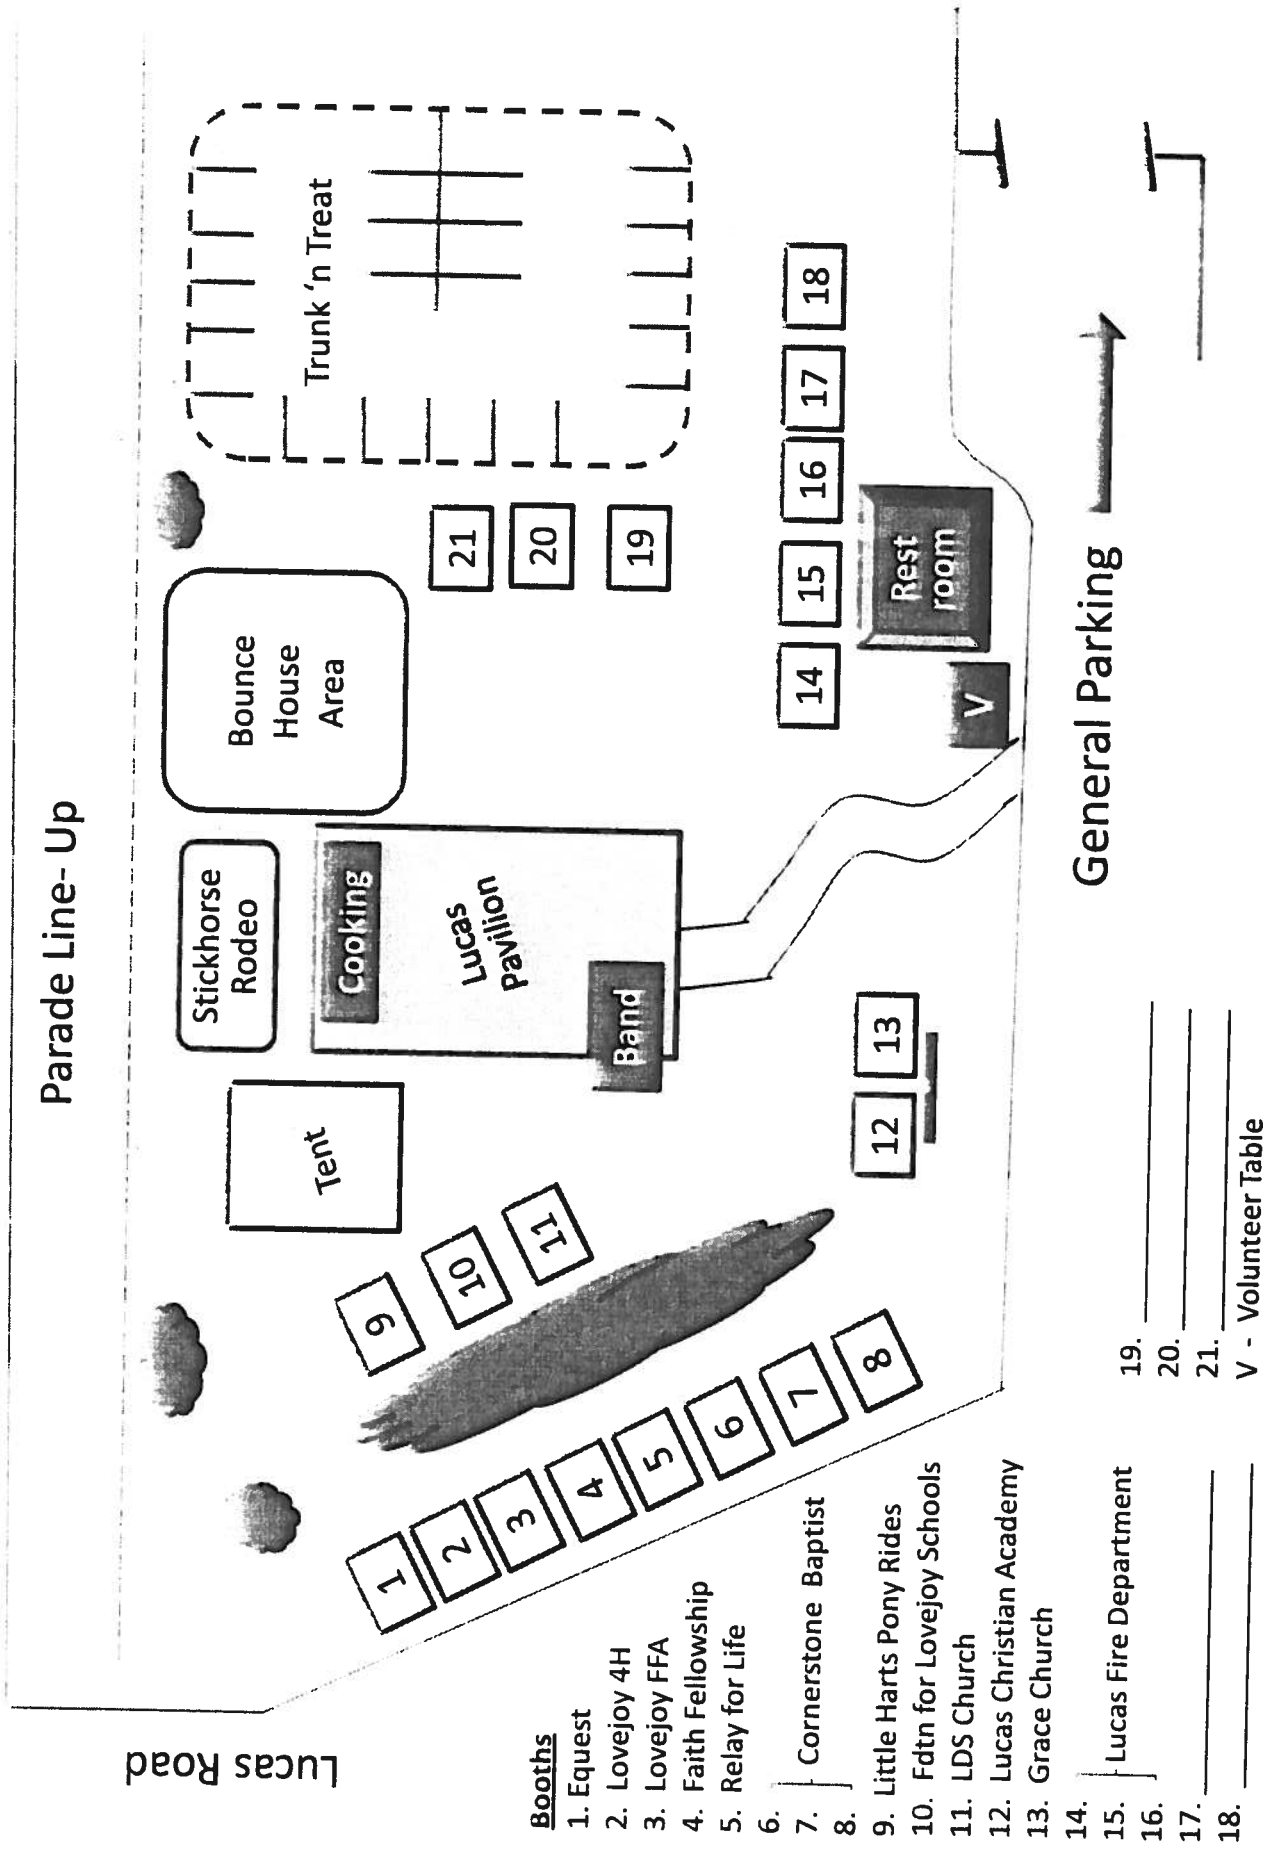 Parade Line- Up
Lucas Road
Stickhorse
Rodeo
Bounce
House
Area
Trunk 'n Treat
Tent
Cooking
Lucas
Pavilion
Band
9
10
11
21
20
19
1
2
3
4
5
6
7
8
12
13
14
15
16
17
18
Rest
room
V
General Parking
Booths
1. Equest
2. Lovejoy 4H
3. Lovejoy FFA
4. Faith Fellowship
5. Relay for Life
6.
7. Cornerstone Baptist
8.
9. Little Harts Pony Rides
10. Fdtn for Lovejoy Schools
11. LDS Church
12. Lucas Christian Academy
13. Grace Church
14.
15. Lucas Fire Department
16.
17.
18.
19.
20.
21.
V - Volunteer Table